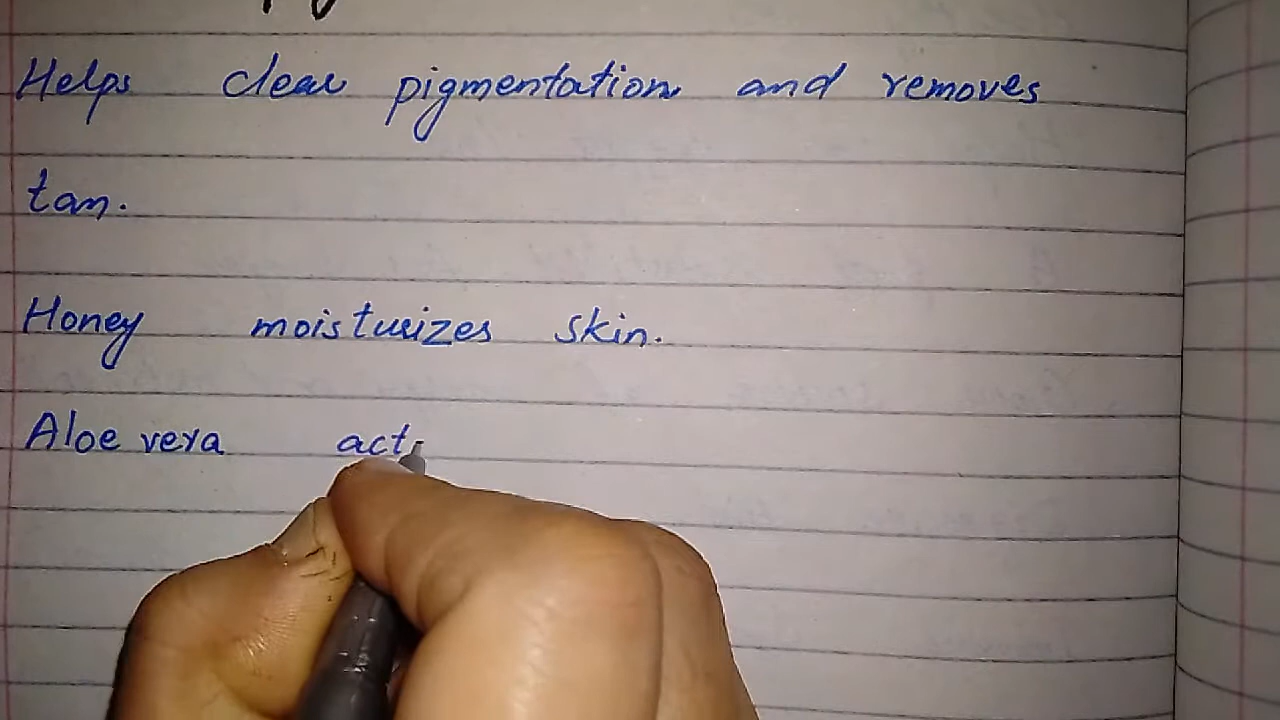 Helps clear pigmentation and removes
tan.
Honey moisturizes skin.
Aloe vera act